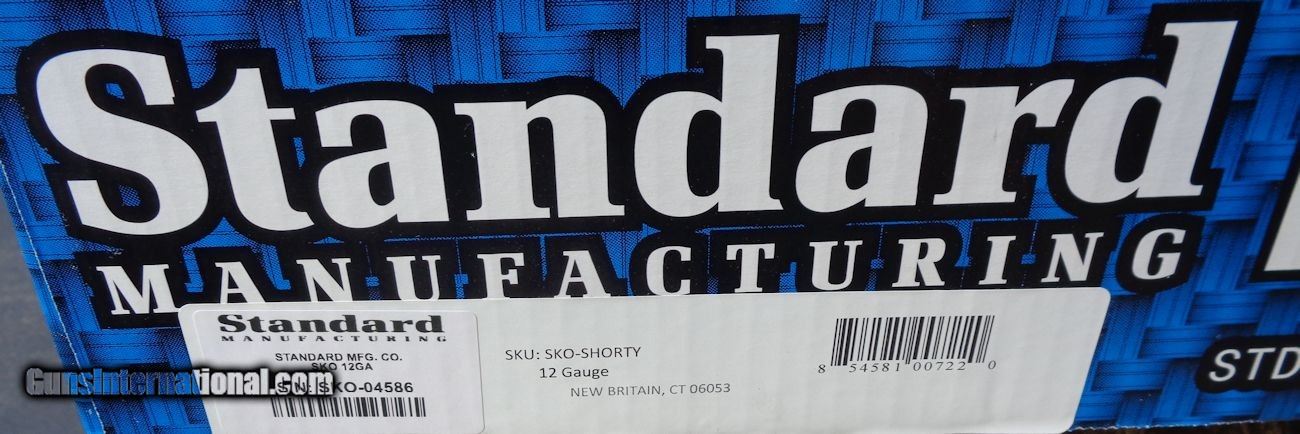 Standard
MANUFACTURING
Standard
MANUFACTURING
STANDARD MFG. CO.
SKO 12GA
S/N: SKO-04586
SKU: SKO-SHORTY
12 Gauge
NEW BRITAIN, CT 06053
8 54581 00722 0
STD
GunsInternational.com